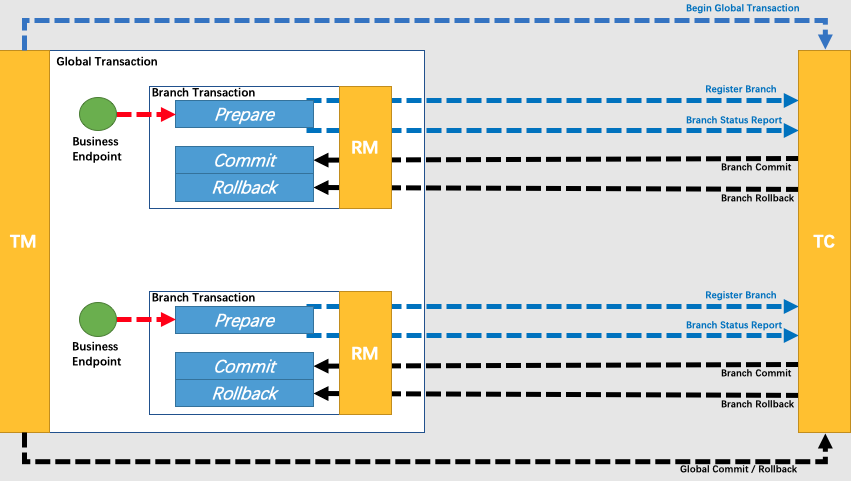 Begin Global Transaction
Global Transaction
Branch Transaction
Register Branch
Prepare
Branch Status Report
Business
Endpoint
RM
Commit
Branch Commit
Rollback
Branch Rollback
TM
TC
Branch Transaction
Register Branch
Prepare
Branch Status Report
Business
Endpoint
RM
Commit
Branch Commit
Rollback
Branch Rollback
Global Commit / Rollback